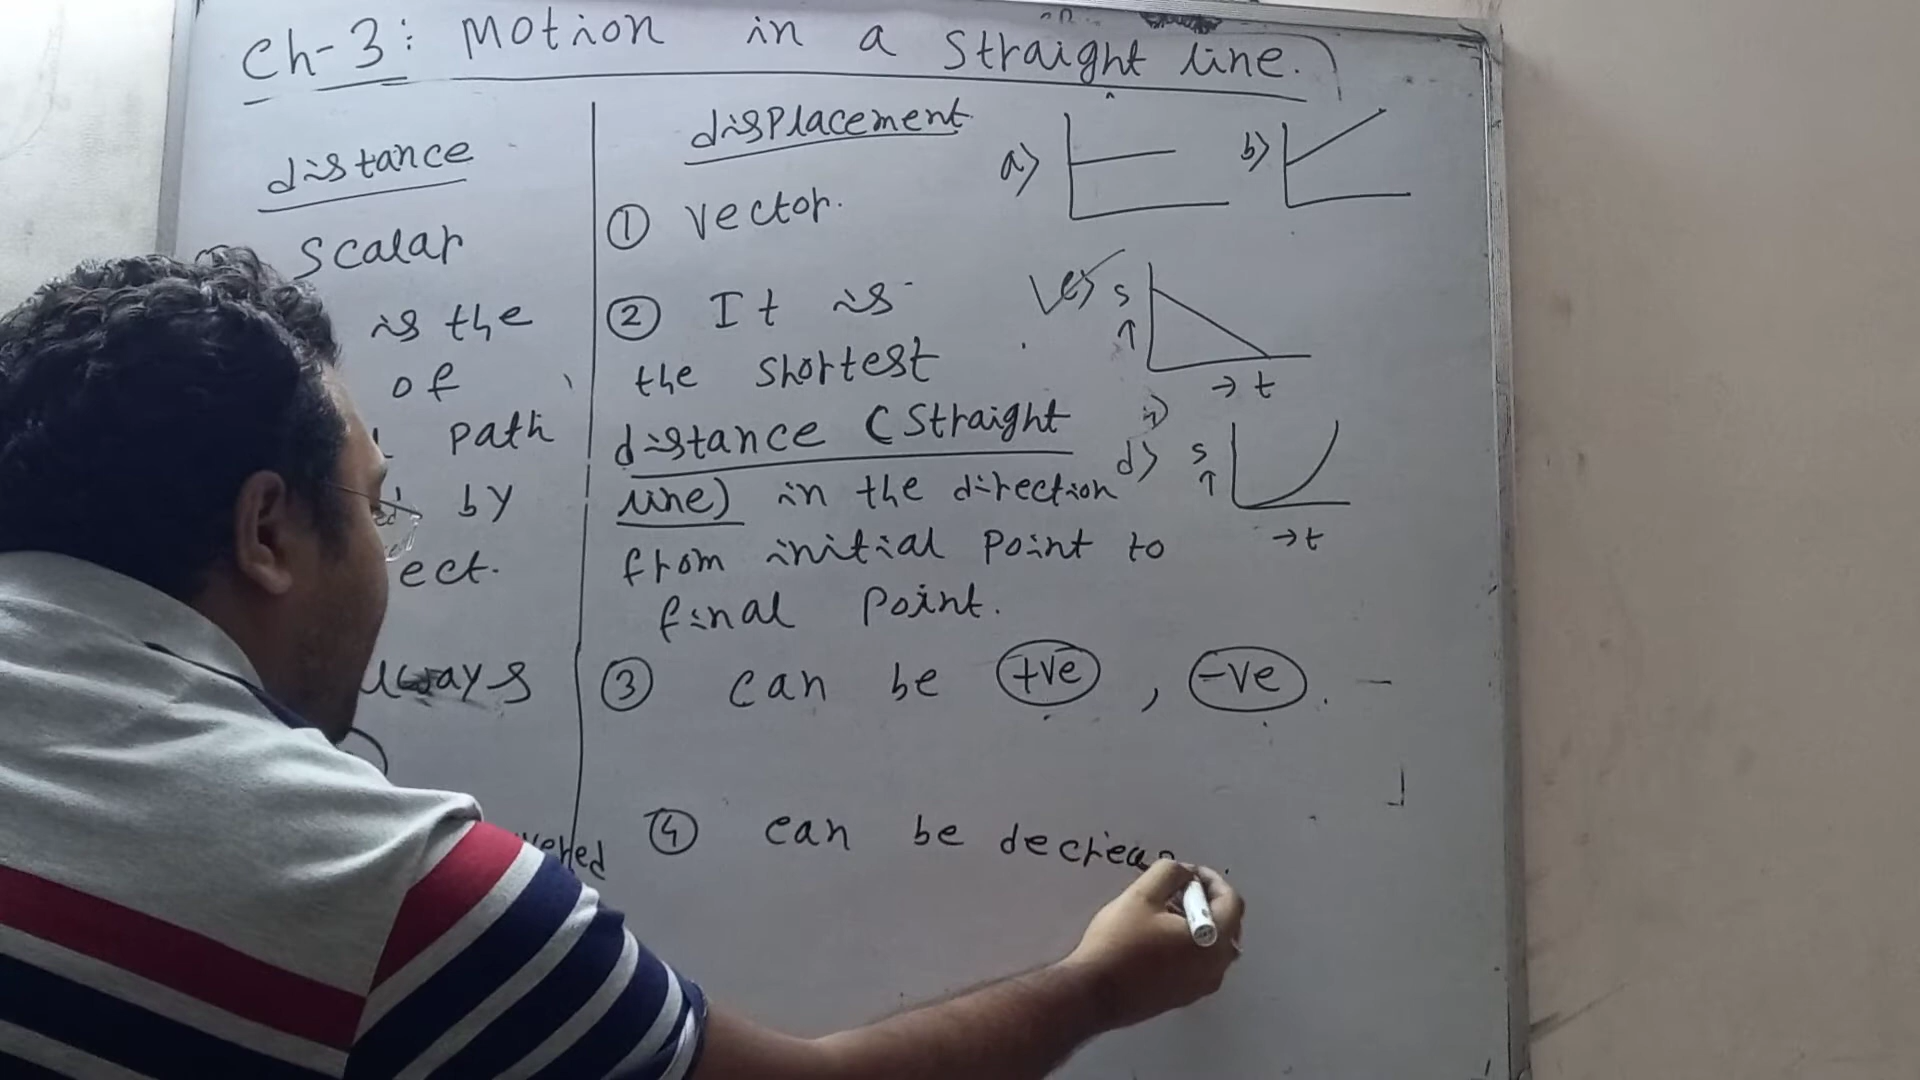 Ch-3: Motion in a straight line.
distance
scalar
is the
of
path
by
ect.
ways
displacement
① vector.
② It is
the shortest
distance (straight
line) in the direction
from initial point to
final point.
③ can be +ve, -ve.
④ can be decrea
a)
b)
s
↑
→ t
d)
s
↑
→t